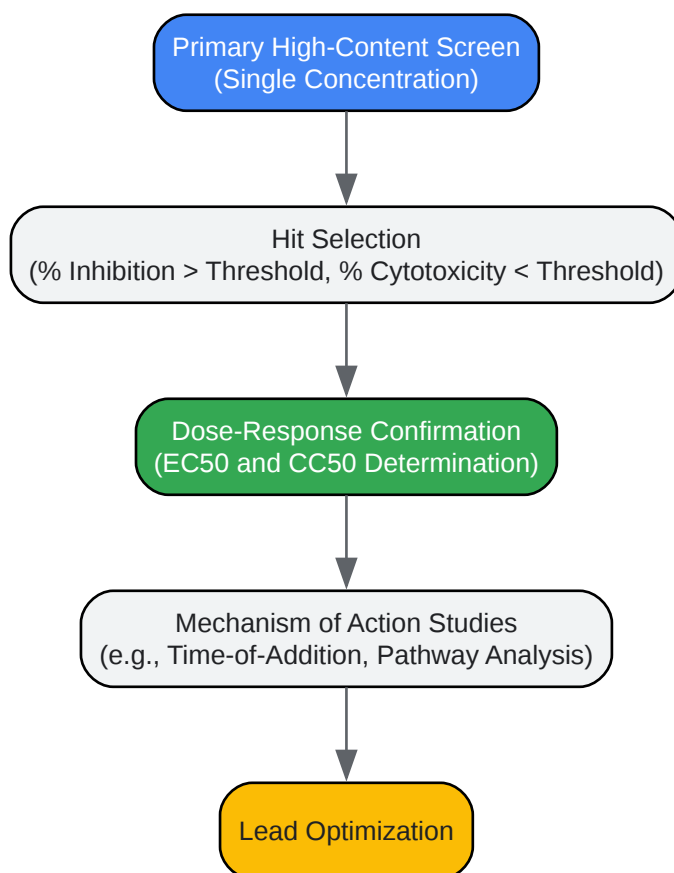 Primary High-Content Screen
(Single Concentration)
Hit Selection
(% Inhibition > Threshold, % Cytotoxicity < Threshold)
Dose-Response Confirmation
(EC50 and CC50 Determination)
Mechanism of Action Studies
(e.g., Time-of-Addition, Pathway Analysis)
Lead Optimization